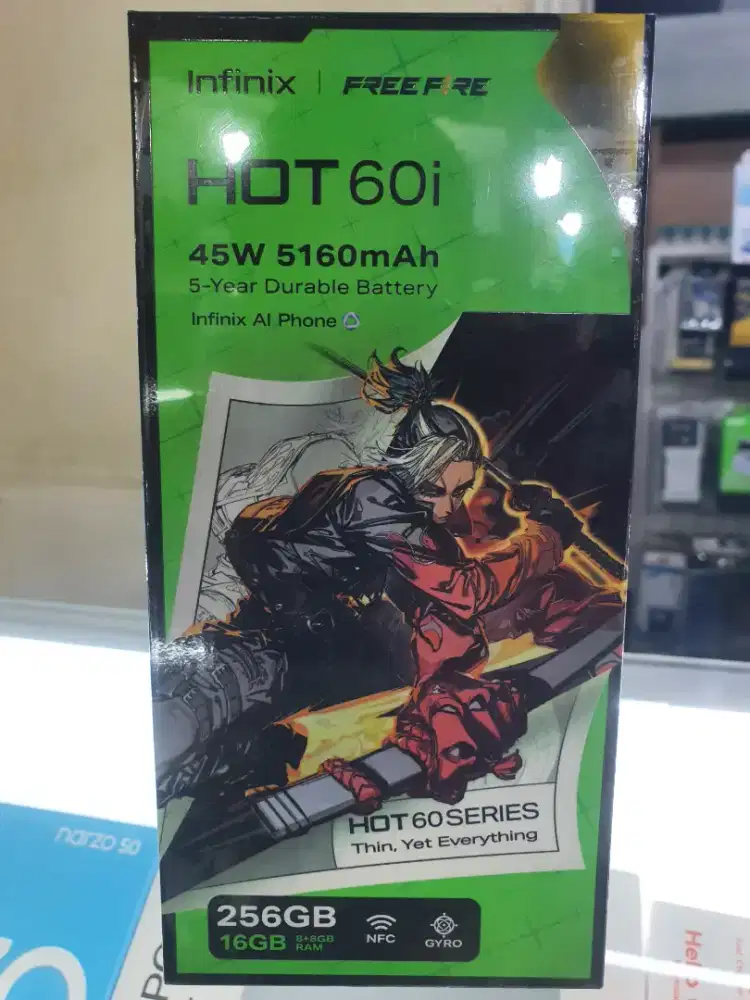 Infinix | FREE FIRE
HOT 60i
45W 5160mAh
5-Year Durable Battery
Infinix AI Phone
HOT 60 SERIES
Thin, Yet Everything
256GB
16GB 8+8GB RAM
NFC
GYRO
narzo 50